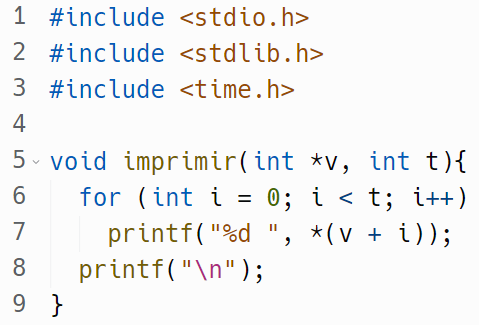 1 #include <stdio.h>
2 #include <stdlib.h>
3 #include <time.h>
4
5 void imprimir(int *v, int t){
6   for (int i = 0; i < t; i++)
7     printf("%d ", *(v + i));
8   printf("\n");
9 }